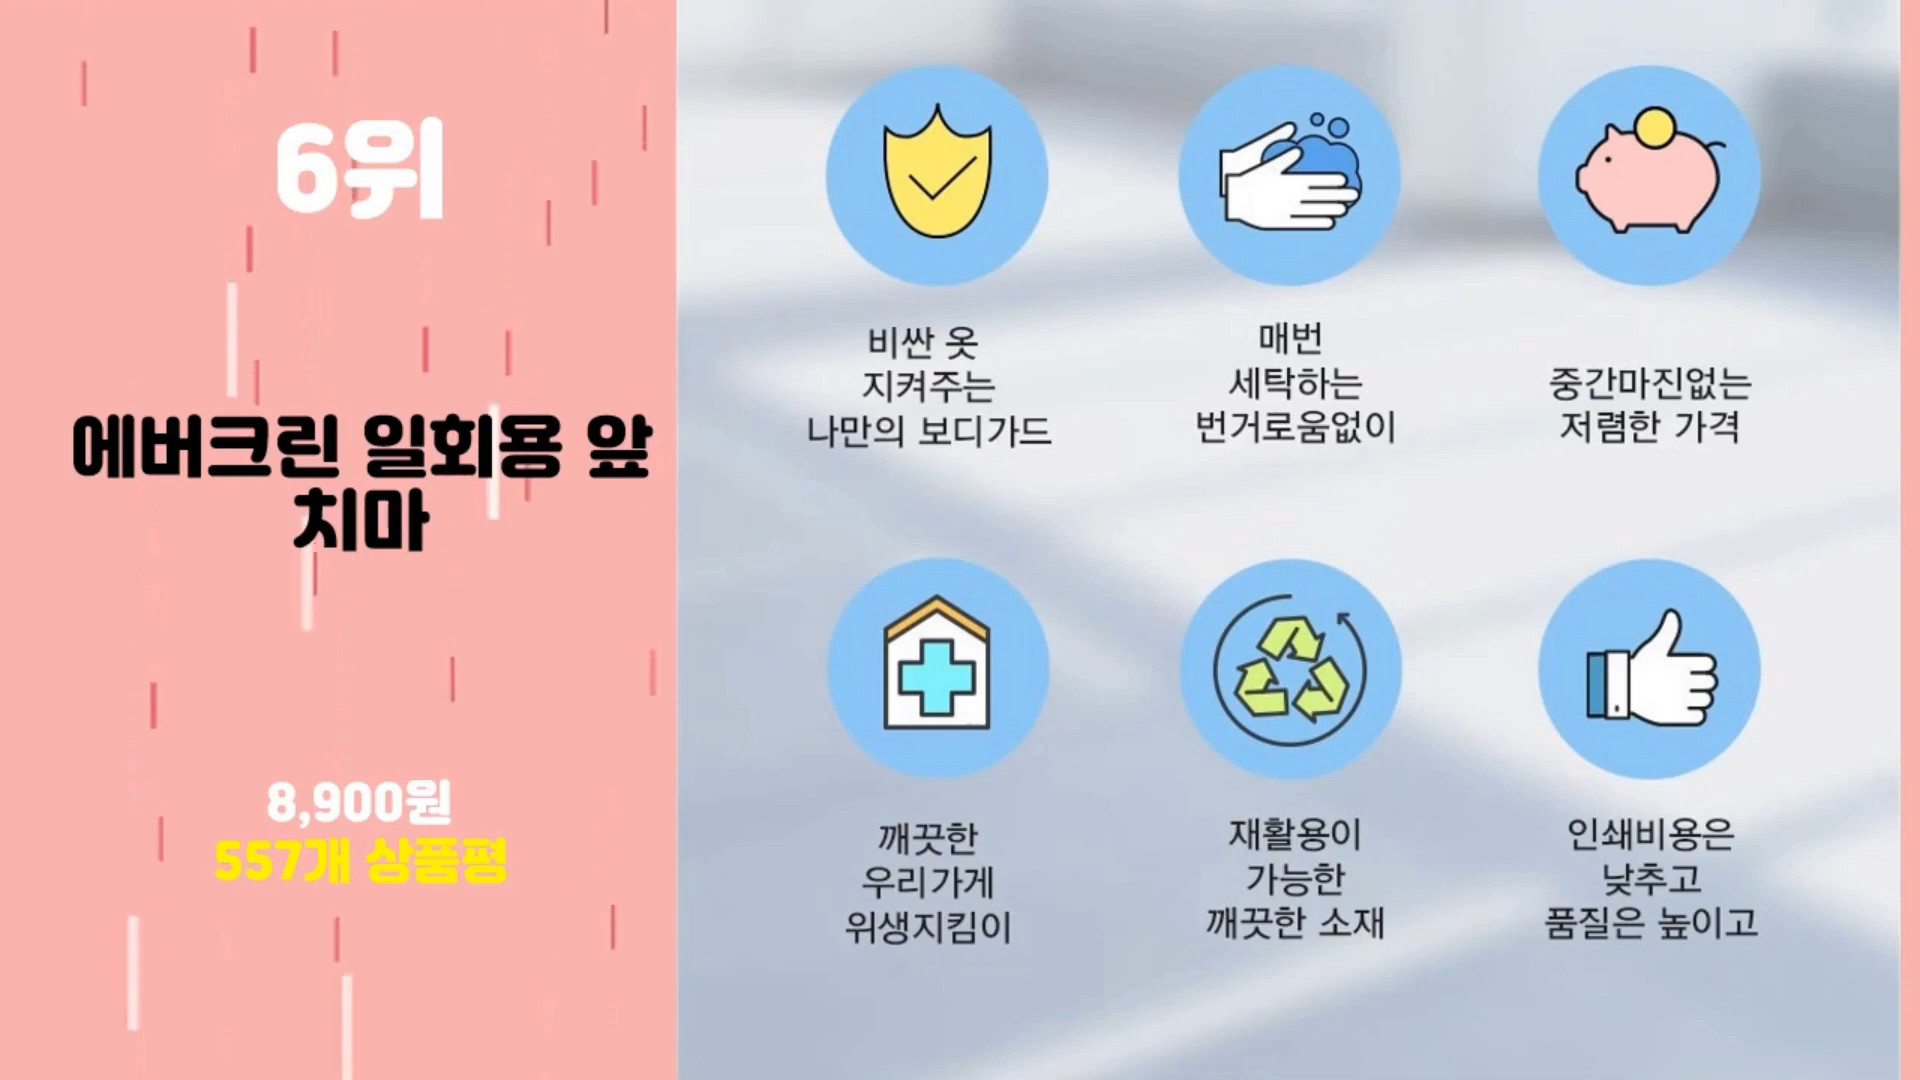 6위
에버크린 일회용 앞
치마
8,900원
557개 상품평
비싼 옷
지켜주는
나만의 보디가드
매번
세탁하는
번거로움없이
중간마진없는
저렴한 가격
깨끗한
우리가게
위생지킴이
재활용이
가능한
깨끗한 소재
인쇄비용은
낮추고
품질은 높이고